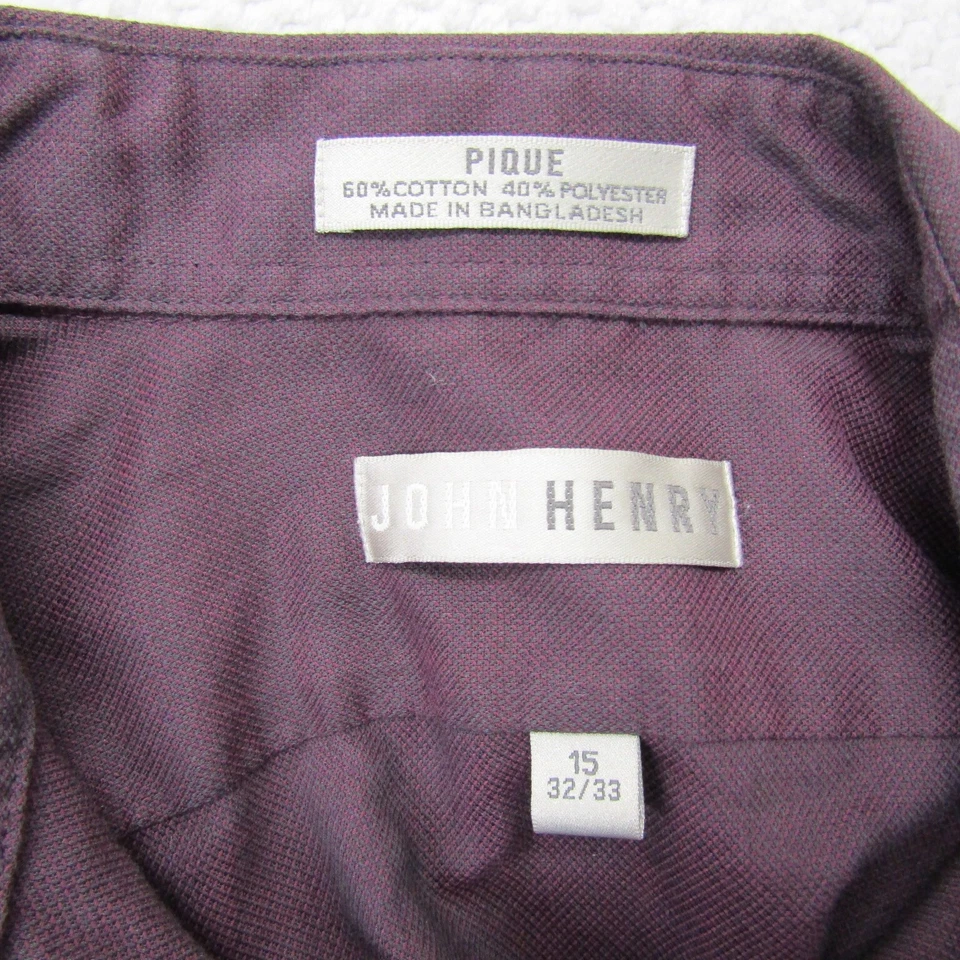 PIQUE
60% COTTON 40% POLYESTER
MADE IN BANGLADESH
JOHN HENRY
15
32/33